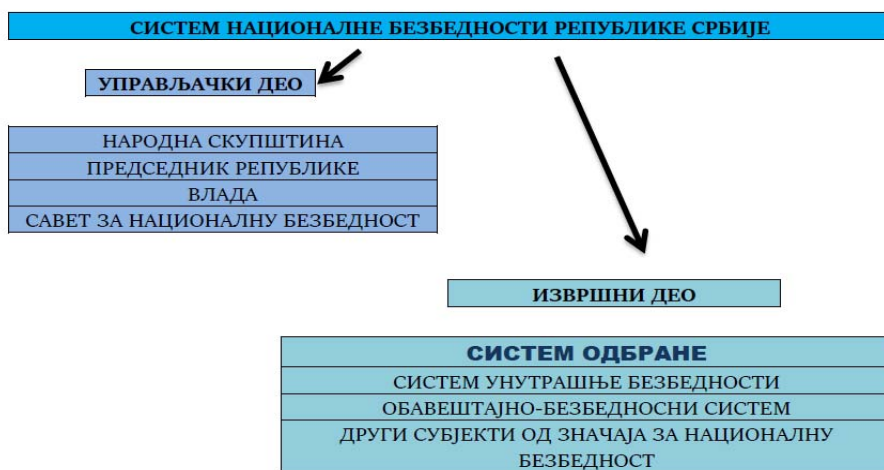 СИСТЕМ НАЦИОНАЛНЕ БЕЗБЕДНОСТИ РЕПУБЛИКЕ СРБИЈЕ
УПРАВЉАЧКИ ДЕО
НАРОДНА СКУПШТИНА
ПРЕДСЕДНИК РЕПУБЛИКЕ
ВЛАДА
САВЕТ ЗА НАЦИОНАЛНУ БЕЗБЕДНОСТ
ИЗВРШНИ ДЕО
СИСТЕМ ОДБРАНЕ
СИСТЕМ УНУТРАШЊЕ БЕЗБЕДНОСТИ
ОБАВЕШТАЈНО-БЕЗБЕДНОСНИ СИСТЕМ
ДРУГИ СУБЈЕКТИ ОД ЗНАЧАЈА ЗА НАЦИОНАЛНУ
БЕЗБЕДНОСТ